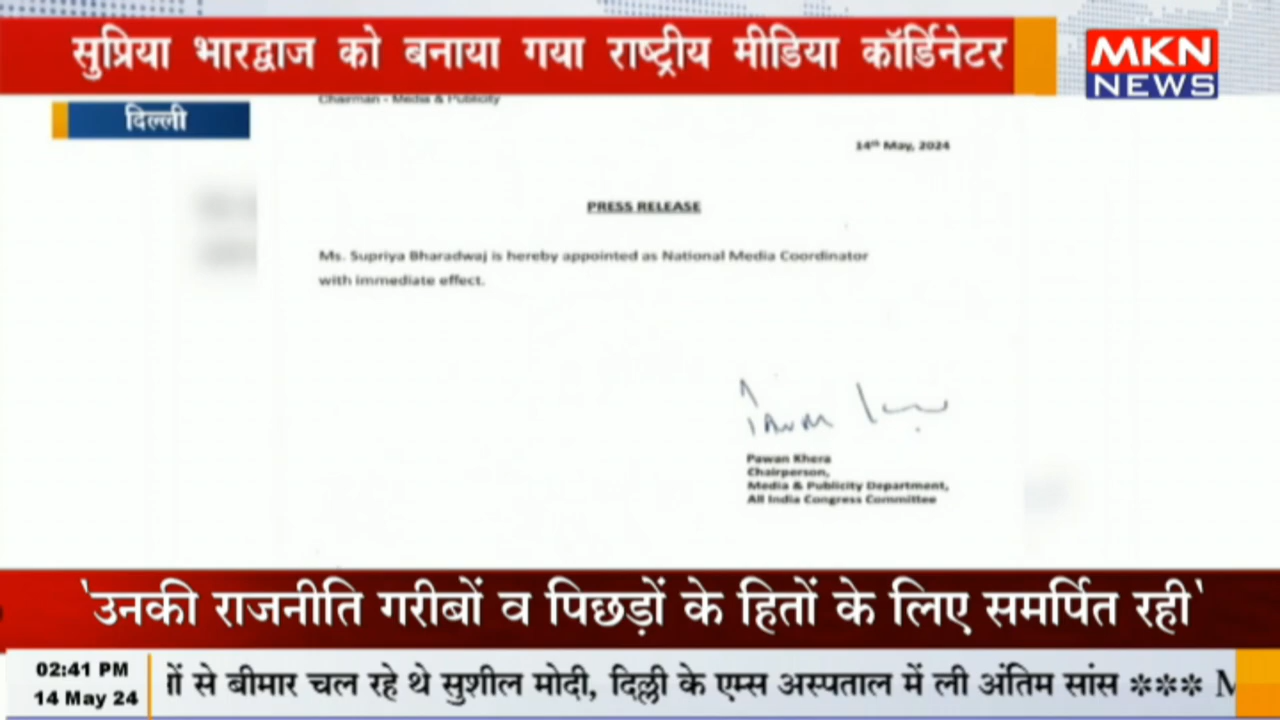 सुप्रिया भारद्वाज को बनाया गया राष्ट्रीय मीडिया कॉर्डिनेटर
MKN
NEWS
दिल्ली
Chairman - Media & Publicity
14th May, 2024
PRESS RELEASE
Ms. Supriya Bharadwaj is hereby appointed as National Media Coordinator
with immediate effect.
Pawan Khera
Chairperson,
Media & Publicity Department,
All India Congress Committee
'उनकी राजनीति गरीबों व पिछड़ों के हितों के लिए समर्पित रही'
02:41 PM
14 May 24
से बीमार चल रहे थे सुशील मोदी, दिल्ली के एम्स अस्पताल में ली अंतिम सांस *** M